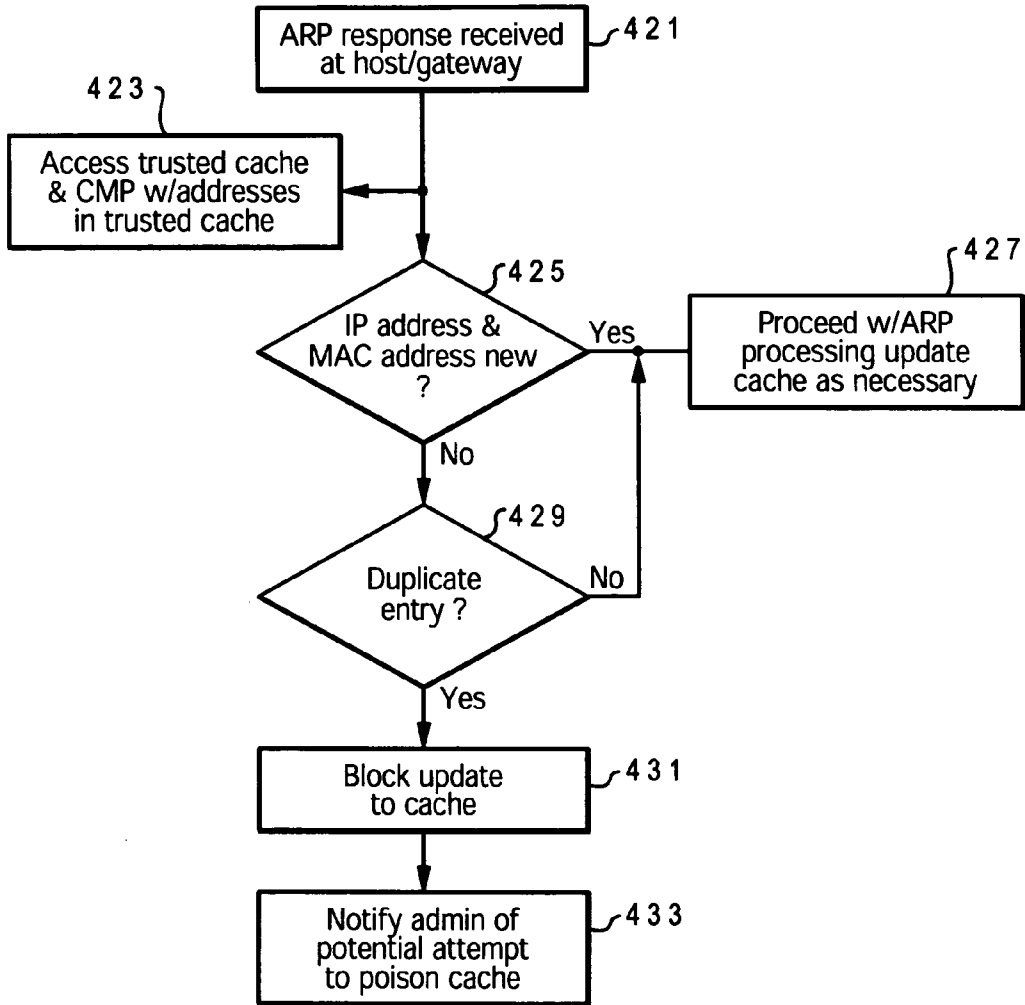 ARP response received
at host/gateway
421
423
Access trusted cache
& CMP w/addresses
in trusted cache
425
IP address &
MAC address new
?
Yes
427
Proceed w/ARP
processing update
cache as necessary
No
429
Duplicate
entry ?
No
Yes
Block update
to cache
431
Notify admin of
potential attempt
to poison cache
433